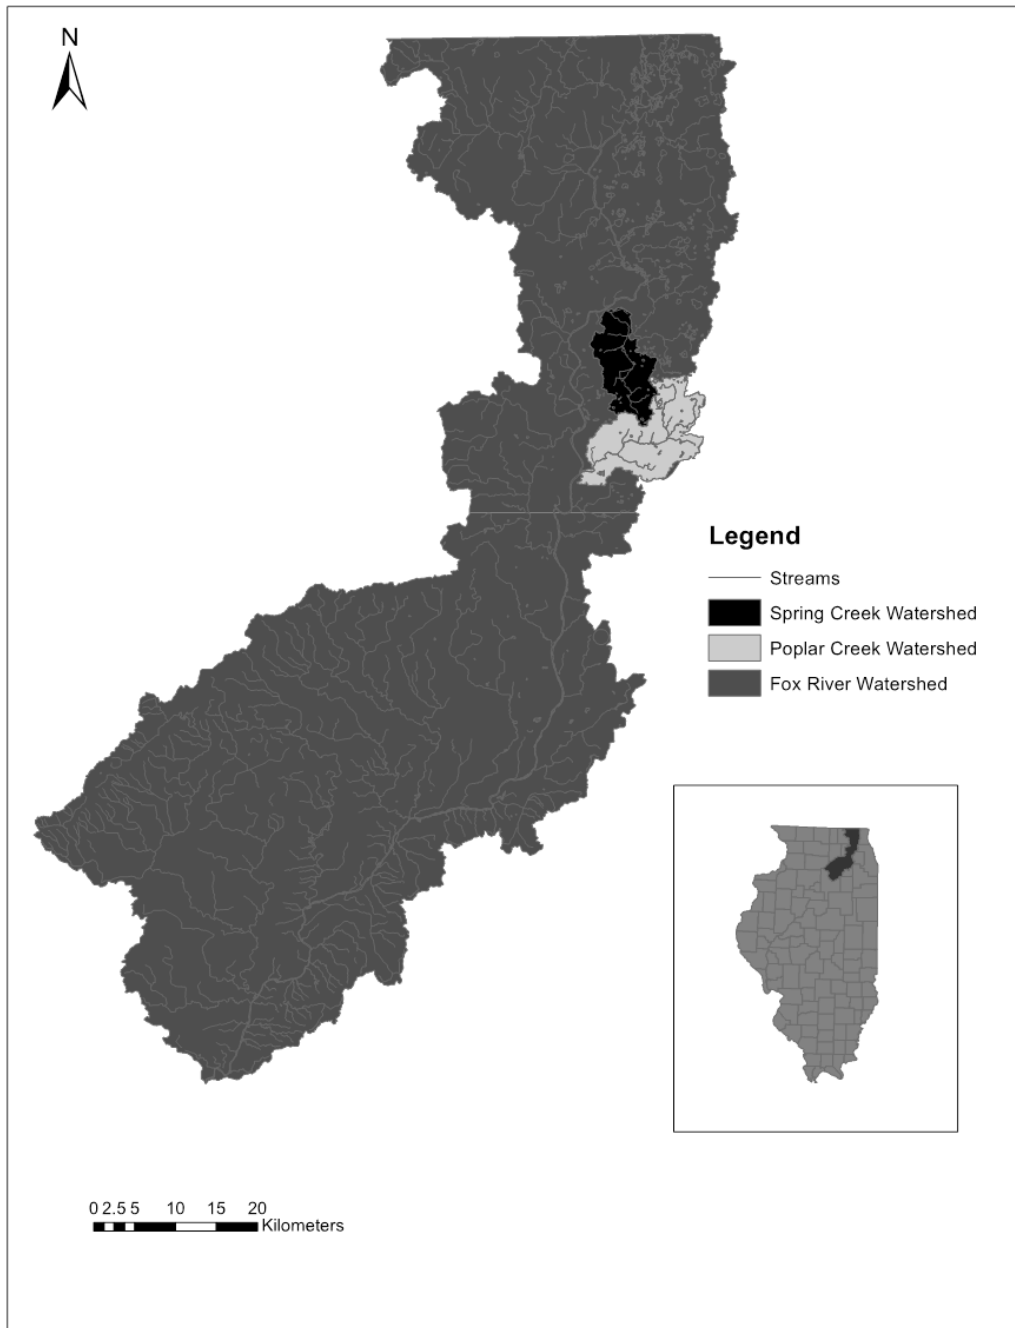 N
Legend
Streams
Spring Creek Watershed
Poplar Creek Watershed
Fox River Watershed
0 2.5 5 10 15 20
Kilometers